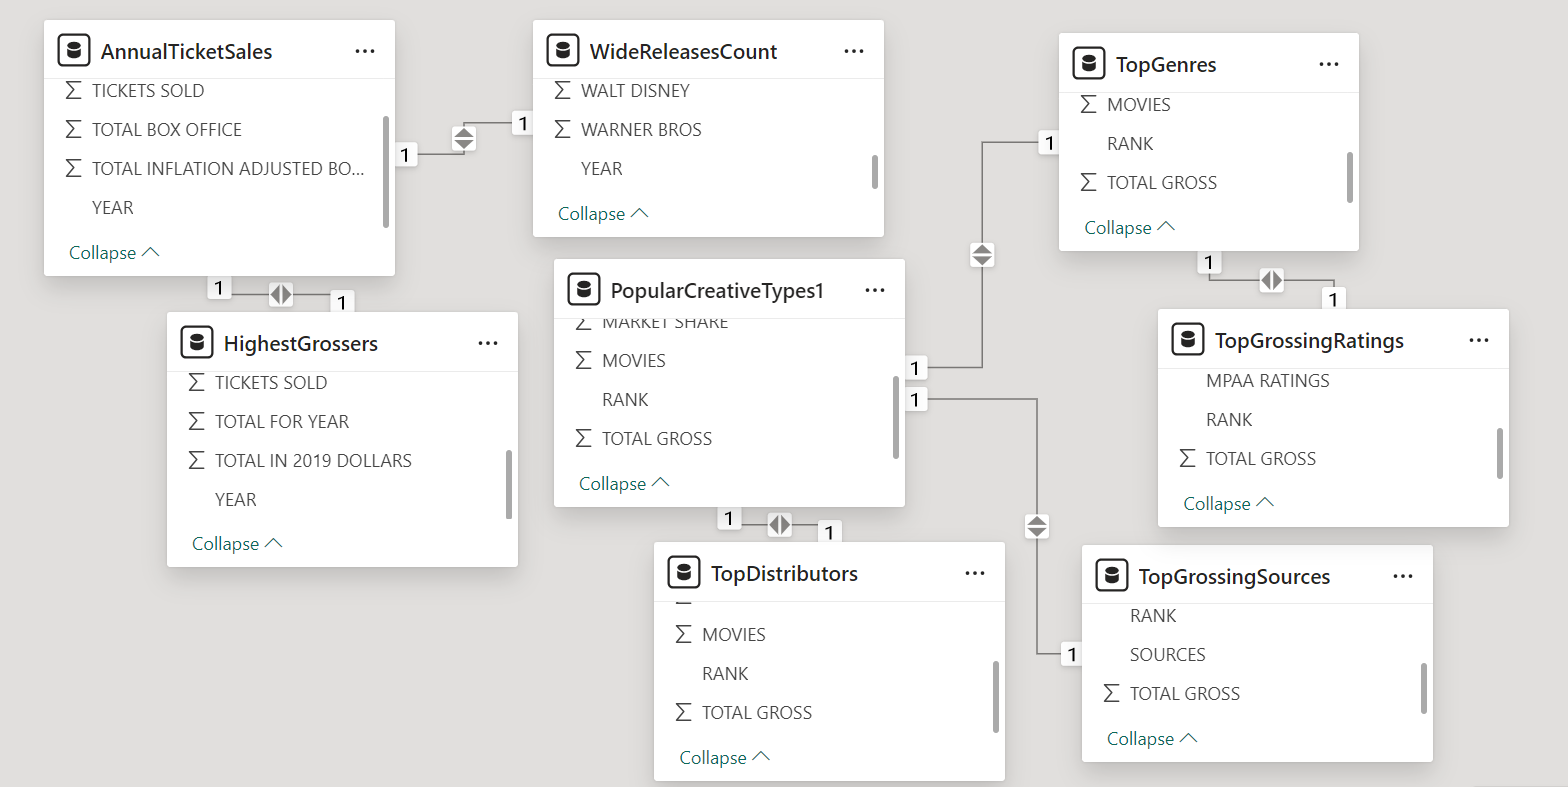 AnnualTicketSales
TICKETS SOLD
TOTAL BOX OFFICE
TOTAL INFLATION ADJUSTED BO...
YEAR
Collapse
1
1
WideReleasesCount
WALT DISNEY
WARNER BROS
YEAR
Collapse
1
1
HighestGrossers
TICKETS SOLD
TOTAL FOR YEAR
TOTAL IN 2019 DOLLARS
YEAR
Collapse
PopularCreativeTypes1
MARKET SHARE
MOVIES
RANK
TOTAL GROSS
Collapse
1
1
1
1
TopDistributors
MOVIES
RANK
TOTAL GROSS
Collapse
1
TopGenres
MOVIES
RANK
TOTAL GROSS
Collapse
1
1
TopGrossingRatings
MPAA RATINGS
RANK
TOTAL GROSS
Collapse
1
TopGrossingSources
RANK
SOURCES
TOTAL GROSS
Collapse